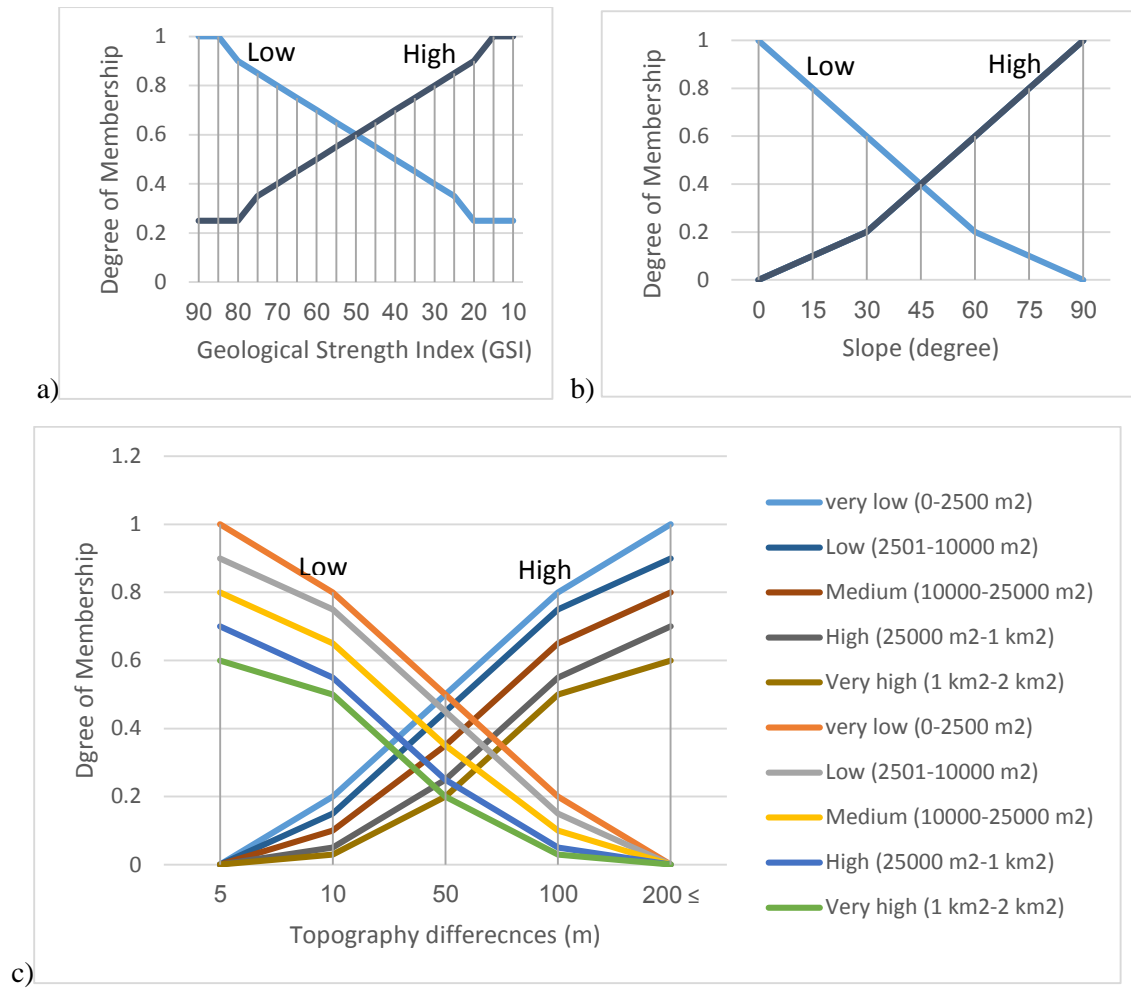 1
0.8
0.6
0.4
0.2
0
Degree of Membership
Low
High
90 80 70 60 50 40 30 20 10
Geological Strength Index (GSI)
a)
1
0.8
0.6
0.4
0.2
0
Degree of Membership
Low
High
0 15 30 45 60 75 90
Slope (degree)
b)
1.2
1
0.8
0.6
0.4
0.2
0
Dgree of Membership
Low
High
5 10 50 100 200 ≤
Topography differecnces (m)
very low (0-2500 m2)
Low (2501-10000 m2)
Medium (10000-25000 m2)
High (25000 m2-1 km2)
Very high (1 km2-2 km2)
very low (0-2500 m2)
Low (2501-10000 m2)
Medium (10000-25000 m2)
High (25000 m2-1 km2)
Very high (1 km2-2 km2)
c)